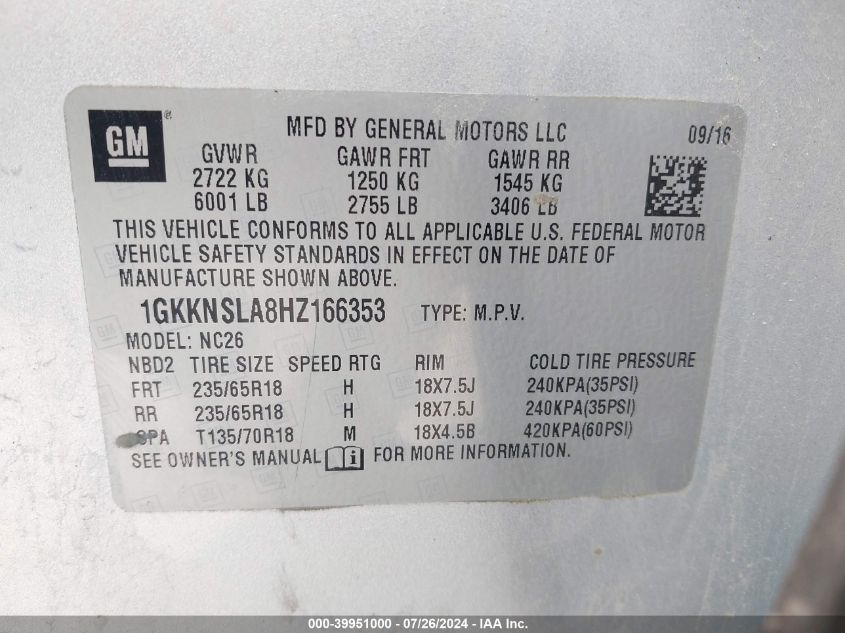 GM ® MFD BY GENERAL MOTORS LLC 09/16
GVWR GAWR FRT GAWR RR
2722 KG 1250 KG 1545 KG
6001 LB 2755 LB 3406 LB
THIS VEHICLE CONFORMS TO ALL APPLICABLE U.S. FEDERAL MOTOR
VEHICLE SAFETY STANDARDS IN EFFECT ON THE DATE OF
MANUFACTURE SHOWN ABOVE.
1GKKNSLA8HZ166353 TYPE: M.P.V.
MODEL: NC26
NBD2 TIRE SIZE SPEED RTG RIM COLD TIRE PRESSURE
FRT 235/65R18 H 18X7.5J 240KPA(35PSI)
RR 235/65R18 H 18X7.5J 240KPA(35PSI)
SPA T135/70R18 M 18X4.5B 420KPA(60PSI)
SEE OWNER'S MANUAL i FOR MORE INFORMATION.
000-39951000 - 07/26/2024 - IAA Inc.